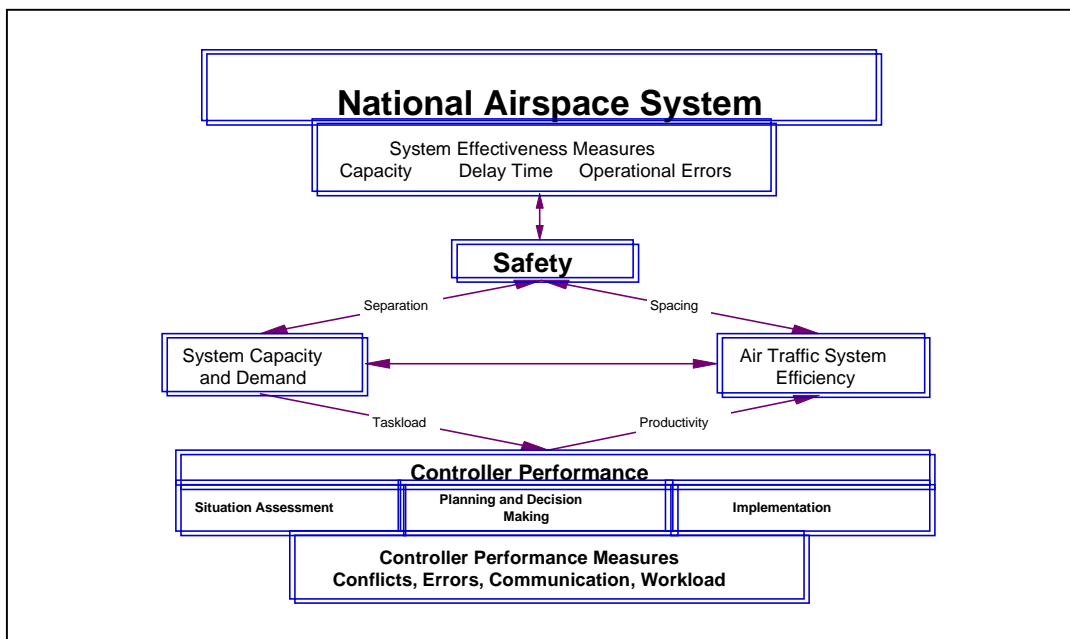 National Airspace System
System Effectiveness Measures
Capacity Delay Time Operational Errors
Safety
Separation
Spacing
System Capacity
and Demand
Air Traffic System
Efficiency
Taskload
Productivity
Controller Performance
Situation Assessment
Planning and Decision
Making
Implementation
Controller Performance Measures
Conflicts, Errors, Communication, Workload